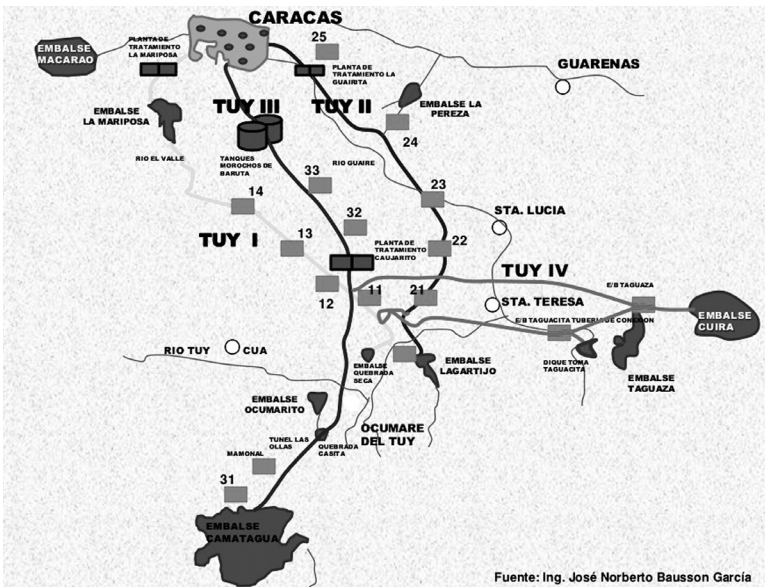 CARACAS
EMBALSE
MACARAO
PLANTA DE
TRATAMIENTO
LA MARIPOSA
25
PLANTA DE
TRATAMIENTO LA
GUAIRITA
GUARENAS
EMBALSE
LA MARIPOSA
TUY III
TUY II
EMBALSE LA
PEREZA
24
RIO EL VALLE
TANQUES
MOROCHOS DE
BARUTA
RIO GUAIRE
33
14
23
32
STA. LUCIA
TUY I
13
PLANTA DE
TRATAMIENTO
CAUJARITO
22
TUY IV
12
11
21
E/B TAGUAZA
STA. TERESA
EMBALSE
CUIRA
E/B TAGUACITA TUBERIA DE CONEXION
RIO TUY
CUA
EMBALSE
QUEBRADA
SECA
EMBALSE
LAGARTIJO
DIQUE TOMA
TAGUACITA
EMBALSE
TAGUAZA
EMBALSE
OCUMARITO
OCUMARE
DEL TUY
TUNEL LAS
OLLAS
QUEBRADA
CASITA
MAMONAL
31
EMBALSE
CAMATAGUA
Fuente: Ing. José Norberto Bausson García